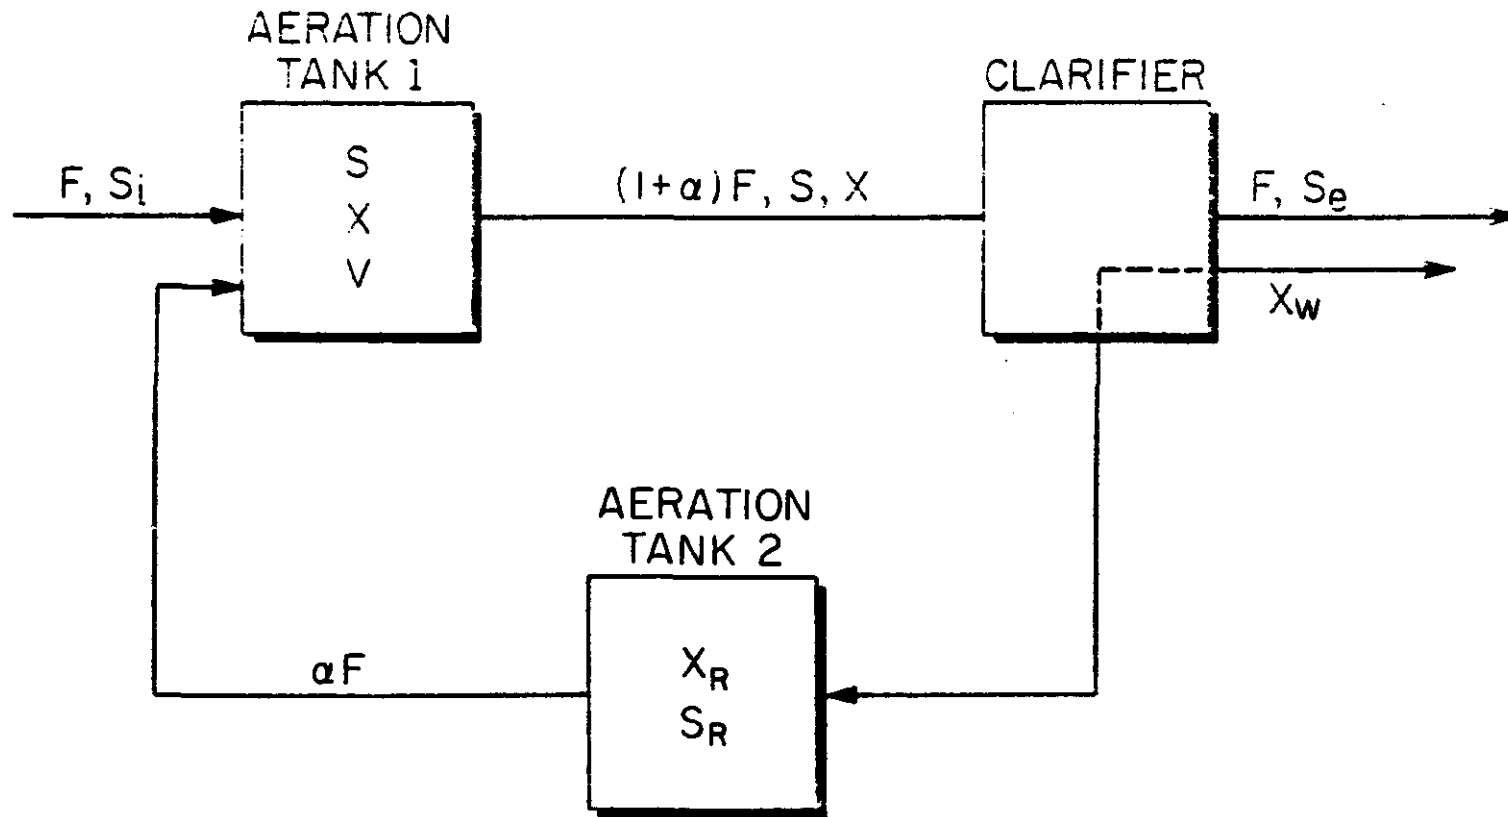 AERATION
TANK 1
CLARIFIER
F, Si
S
X
V
(1+α)F, S, X
F, Se
Xw
AERATION
TANK 2
αF
XR
SR